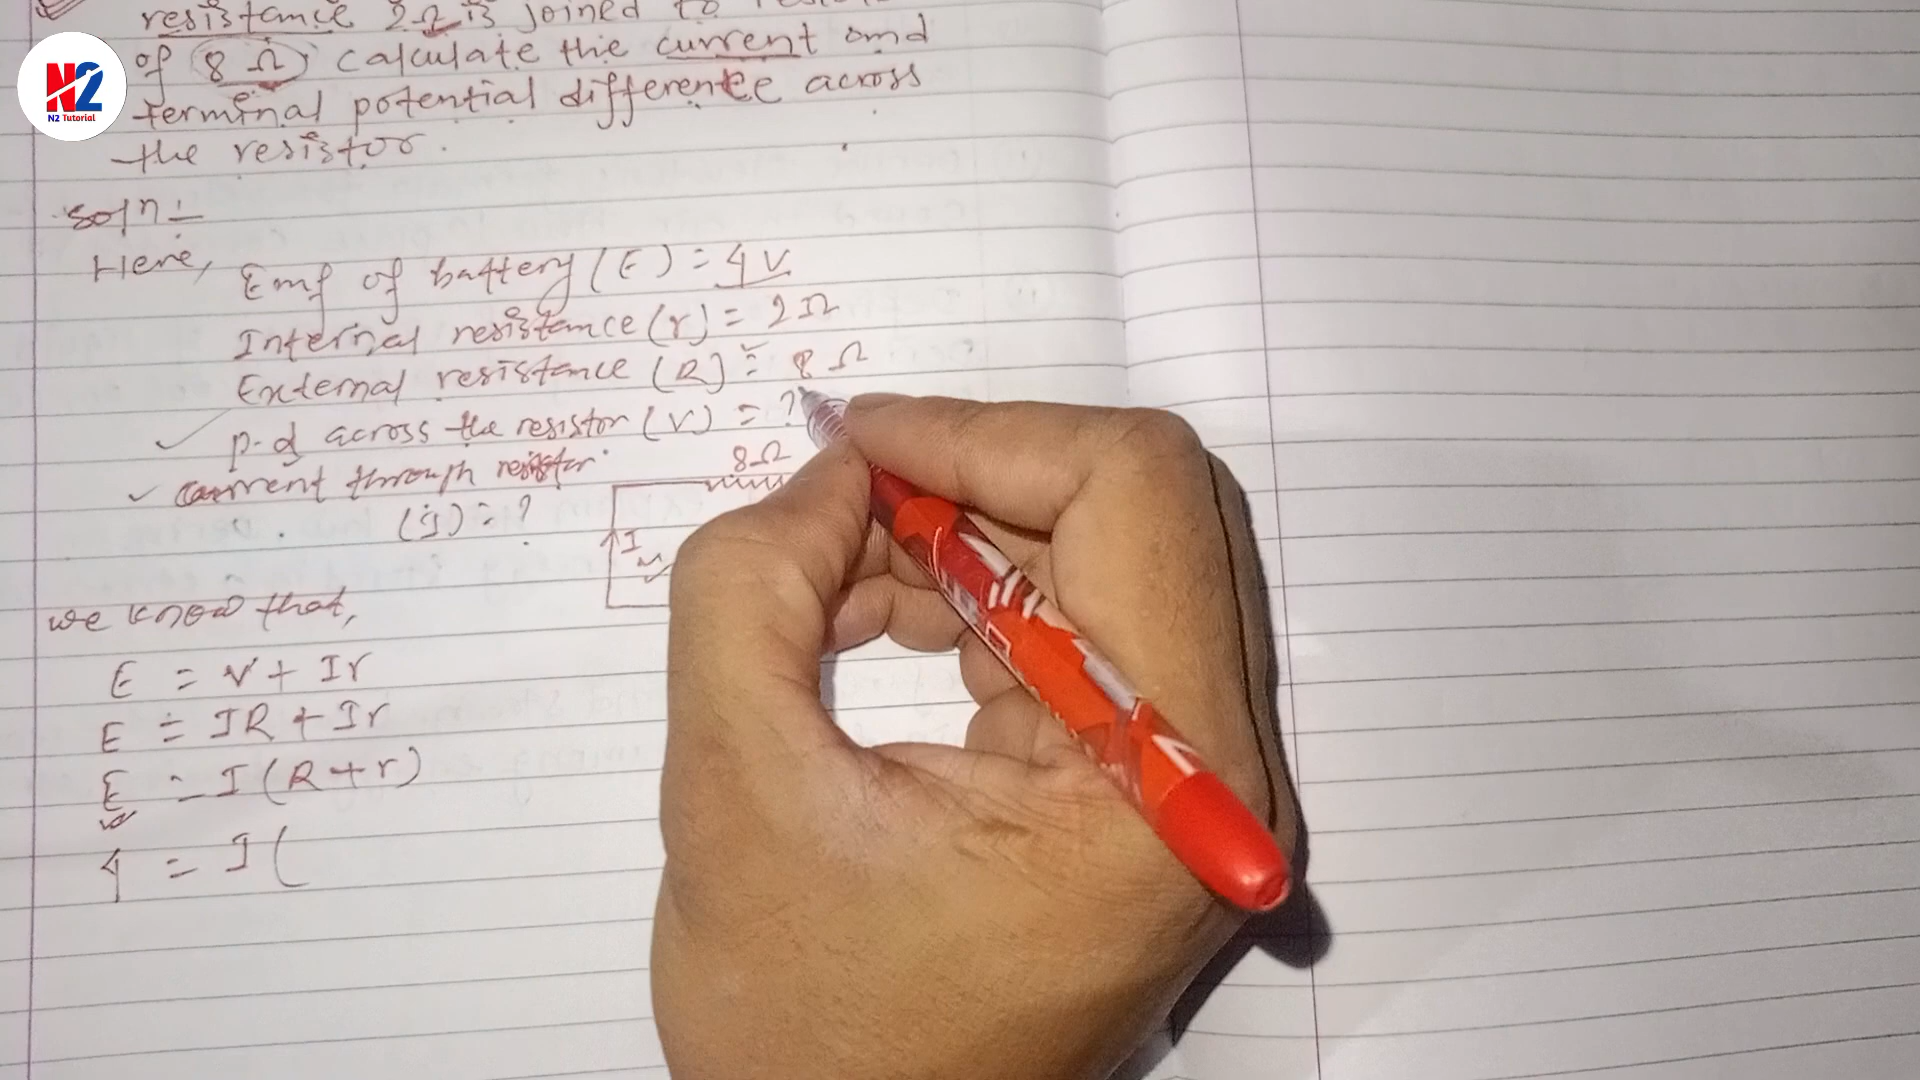 resistance 2Ω is joined to
of 8 Ω, calculate the current and
terminal potential difference across
the resistor.
N2
N2 Tutorial
Soln:-
Here,
Emf of battery (E) = 4 V
Internal resistance (r) = 2Ω
External resistance (R) = 8 Ω
p.d across the resistor (V) = ?
Current through resistor
(I) = ?
8Ω
I
we know that,
E = V + Ir
E = IR + Ir
E = I (R + r)
4 = I (